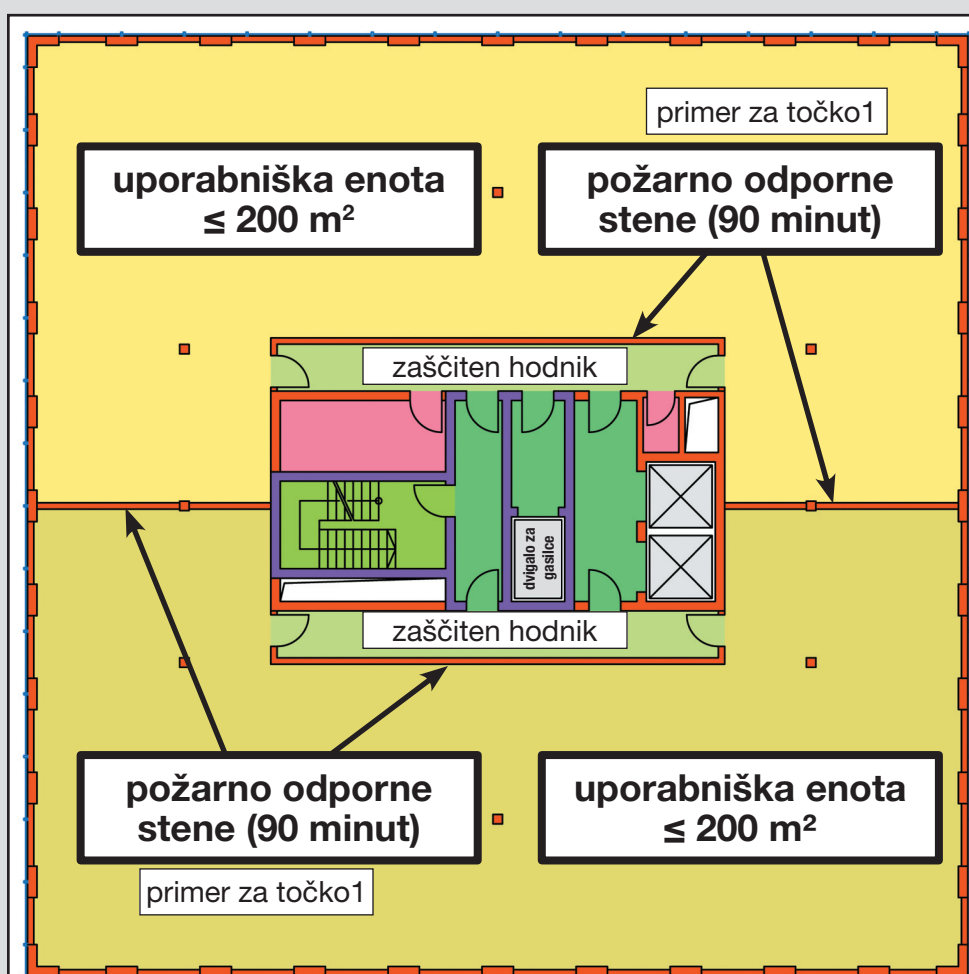 primer za točko1
uporabniška enota
≤ 200 m²
požarno odporne
stene (90 minut)
zaščiten hodnik
dvigalo za
gasilce
zaščiten hodnik
požarno odporne
stene (90 minut)
uporabniška enota
≤ 200 m²
primer za točko1